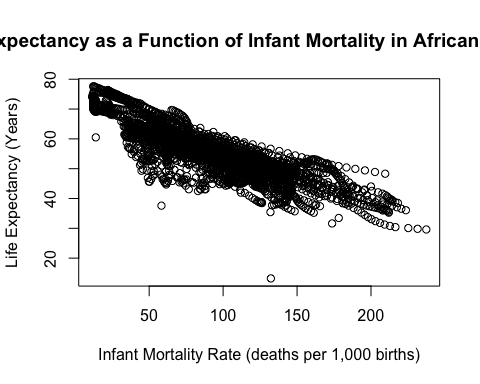 xpectancy as a Function of Infant Mortality in African
Life Expectancy (Years)
80
60
40
20
50
100
150
200
Infant Mortality Rate (deaths per 1,000 births)